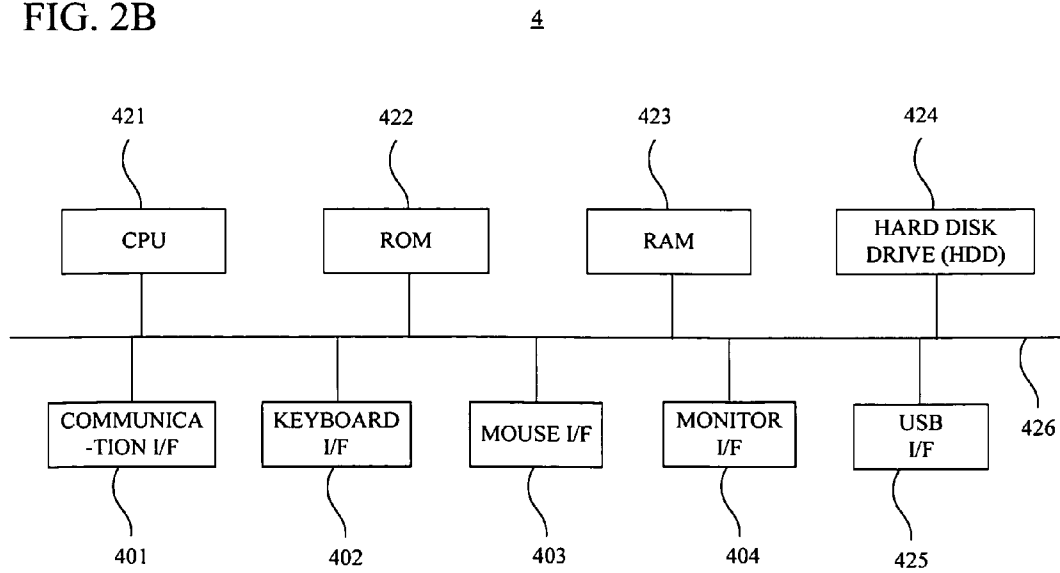 FIG. 2B
4
421
422
423
424
CPU
ROM
RAM
HARD DISK
DRIVE (HDD)
COMMUNICA
-TION I/F
KEYBOARD
I/F
MOUSE I/F
MONITOR
I/F
USB
I/F
426
401
402
403
404
425